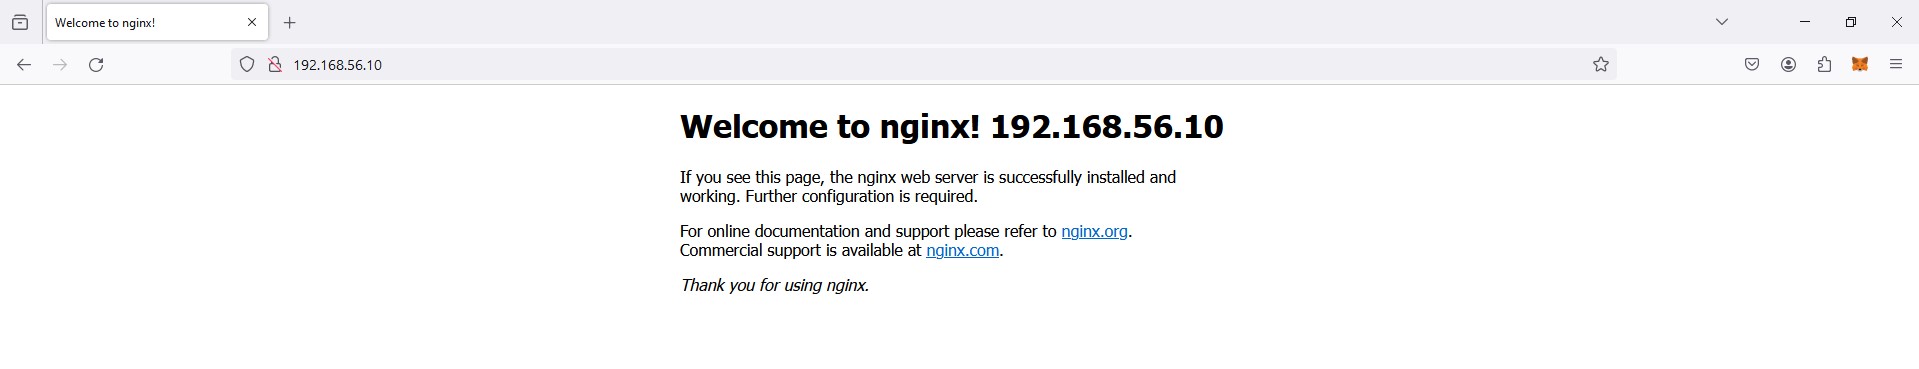 Welcome to nginx!
192.168.56.10
Welcome to nginx! 192.168.56.10
If you see this page, the nginx web server is successfully installed and
working. Further configuration is required.
For online documentation and support please refer to nginx.org.
Commercial support is available at nginx.com.
Thank you for using nginx.